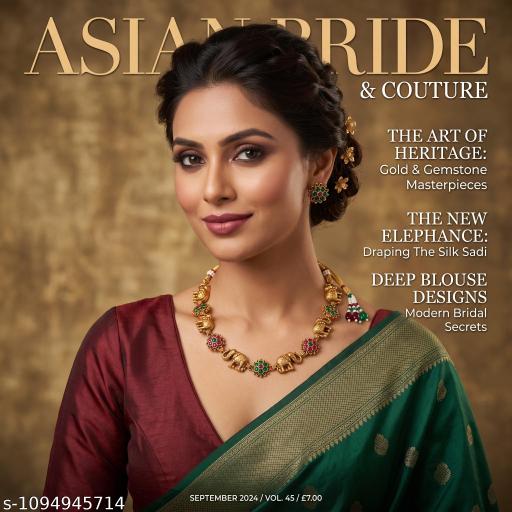 ASIAN BRIDE
& COUTURE
THE ART OF
HERITAGE:
Gold & Gemstone
Masterpieces
THE NEW
ELEPHANCE:
Draping The Silk Sadi
DEEP BLOUSE
DESIGNS
Modern Bridal
Secrets
SEPTEMBER 2024 / VOL. 45 / £7.00
s-1094945714